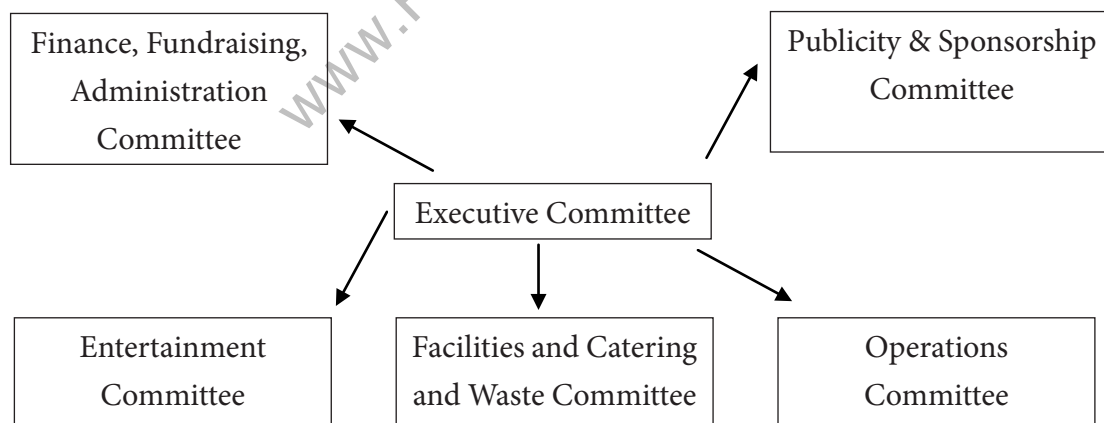 Finance, Fundraising,
Administration
Committee
Publicity & Sponsorship
Committee
Executive Committee
Entertainment
Committee
Facilities and Catering
and Waste Committee
Operations
Committee
www.